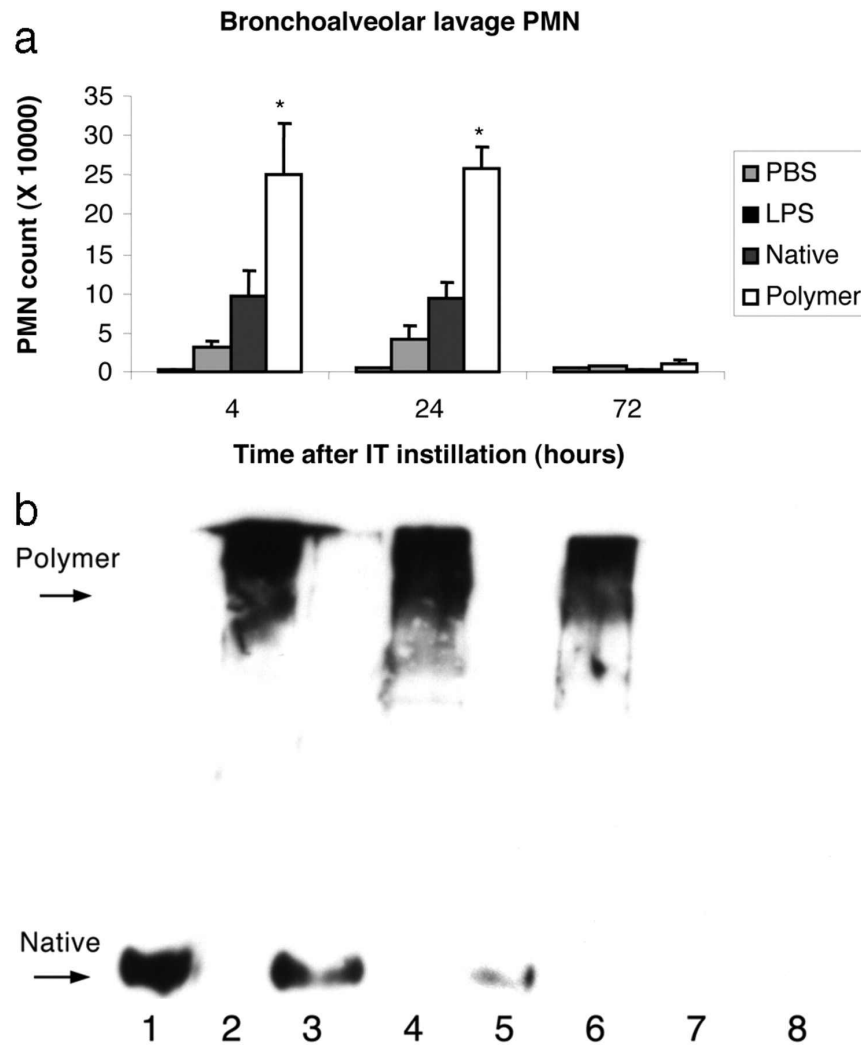 a
Bronchoalveolar lavage PMN
PMN count (X 10000)
35
30
25
20
15
10
5
0
*
*
4
24
72
Time after IT instillation (hours)
PBS
LPS
Native
Polymer
b
Polymer
Native
1 2 3 4 5 6 7 8